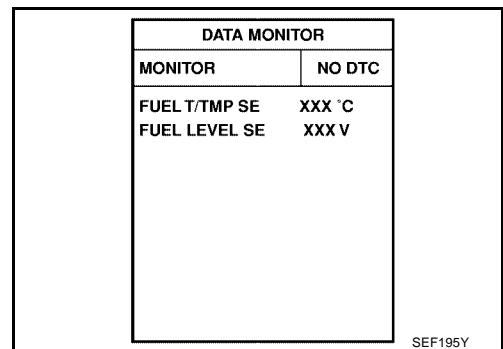 DATA MONITOR
MONITOR NO DTC
FUEL T/TMP SE XXX °C
FUEL LEVEL SE XXX V
SEF195Y